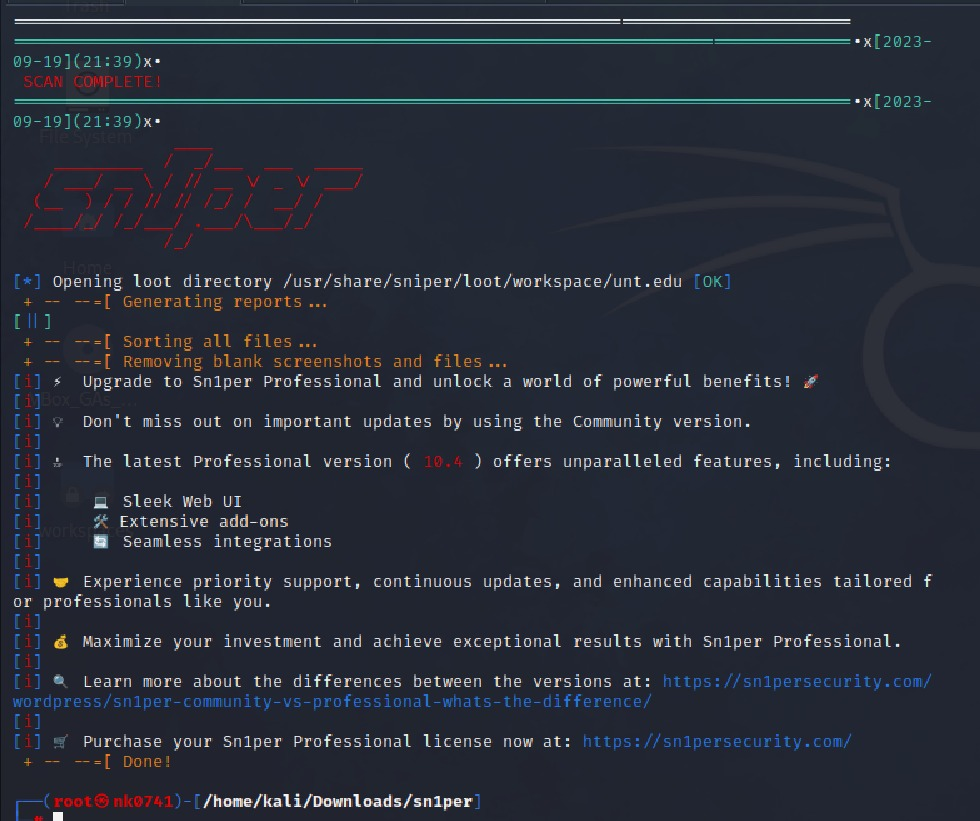 •x[2023-
09-19](21:39)x•
SCAN COMPLETE!
•x[2023-
09-19](21:39)x•
sn1per
[*] Opening loot directory /usr/share/sniper/loot/workspace/unt.edu [OK]
+ -- --=[ Generating reports...
[||]
+ -- --=[ Sorting all files...
+ -- --=[ Removing blank screenshots and files...
[i] ⚡ Upgrade to Sn1per Professional and unlock a world of powerful benefits! 🚀
[i]
[i] 💡 Don't miss out on important updates by using the Community version.
[i]
[i] The latest Professional version ( 10.4 ) offers unparalleled features, including:
[i]
[i] 💻 Sleek Web UI
[i] 🛠 Extensive add-ons
[i] 🔄 Seamless integrations
[i]
[i] 🤝 Experience priority support, continuous updates, and enhanced capabilities tailored f
or professionals like you.
[i]
[i] 💰 Maximize your investment and achieve exceptional results with Sn1per Professional.
[i]
[i] 🔍 Learn more about the differences between the versions at: https://sn1persecurity.com/
wordpress/sn1per-community-vs-professional-whats-the-difference/
[i]
[i] 🛒 Purchase your Sn1per Professional license now at: https://sn1persecurity.com/
+ -- --=[ Done!
┌──(root㉿nk0741)-[/home/kali/Downloads/sn1per]
└─#
Trash
File System
Home